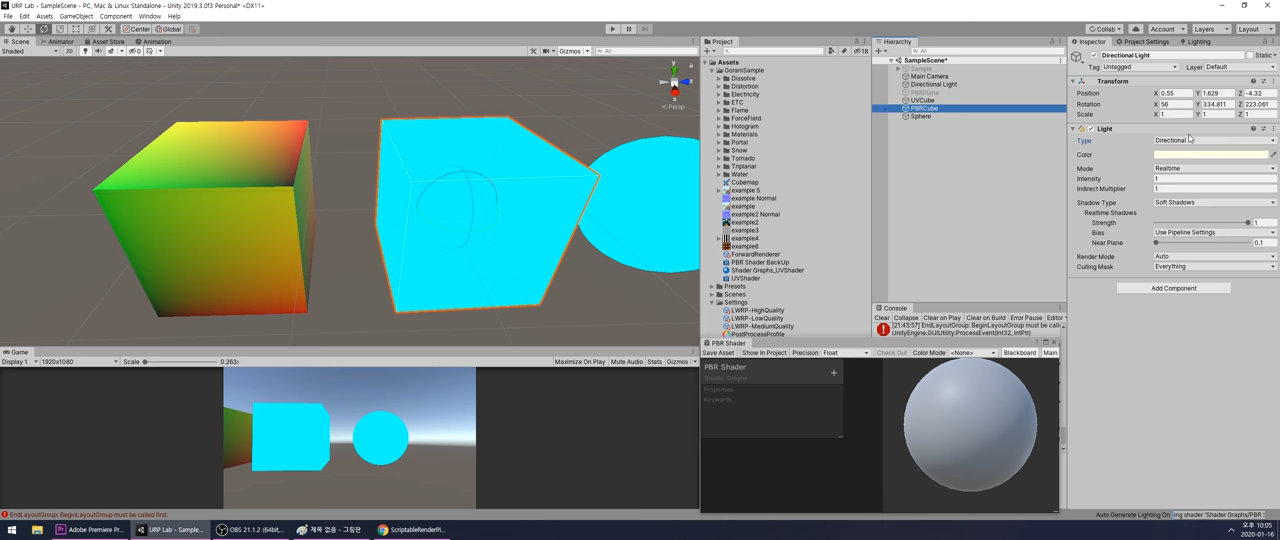 URP Lab - SampleScene - PC, Mac & Linux Standalone - Unity 2019.3.0f3 Personal* <DX11>
File Edit Assets GameObject Component Window Help
Center Global
Collab Account Layers Layout
Scene Animator Asset Store Animation
Shaded 2D 0 Gizmos All
y
z
x
< Persp
Game
Display 1 1920x1080 Scale 0.263x Maximize On Play Mute Audio Stats Gizmos
Project
18
Assets
GoraniSample
Dissolve
Distortion
Electricity
ETC
Flame
ForceField
Hologram
Materials
Portal
Snow
Tornado
Triplanar
Water
Cubemap
example 5
example Normal
example
example2 Normal
example2
example3
example4
example6
ForwardRenderer
PBR Shader BackUp
Shader Graphs_UVShader
UVShader
Presets
Scenes
Settings
LWRP-HighQuality
LWRP-LowQuality
LWRP-MediumQuality
PostProcessProfile
Hierarchy
All
SampleScene*
Sample
Main Camera
Directional Light
PBRPlane
UVCube
PBRCube
Sphere
Console
Clear Collapse Clear on Play Clear on Build Error Pause Editor
[21:45:57] EndLayoutGroup: BeginLayoutGroup must be call
UnityEngine.GUIUtility:ProcessEvent(Int32, IntPtr)
PBR Shader
Save Asset Show In Project Precision Float Check Out Color Mode <None> Blackboard Main
PBR Shader
Shader Graphs
Properties
Keywords
Inspector Project Settings Lighting
Directional Light Static
Tag Untagged Layer Default
Transform
Position X 0.55 Y 1.629 Z -4.32
Rotation X 56 Y 334.811 Z 223.061
Scale X 1 Y 1 Z 1
Light
Type Directional
Color
Mode Realtime
Intensity 1
Indirect Multiplier 1
Shadow Type Soft Shadows
Realtime Shadows
Strength 1
Bias Use Pipeline Settings
Near Plane 0.1
Render Mode Auto
Culling Mask Everything
Add Component
EndLayoutGroup: BeginLayoutGroup must be called first.
Auto Generate Lighting On ing shader 'Shader Graphs/PBR S
Adobe Premiere Pr... URP Lab - Sample... OBS 21.1.2 (64bit,... 제목 없음 - 그림판 ScriptableRenderPi...
오후 10:05
2020-01-16